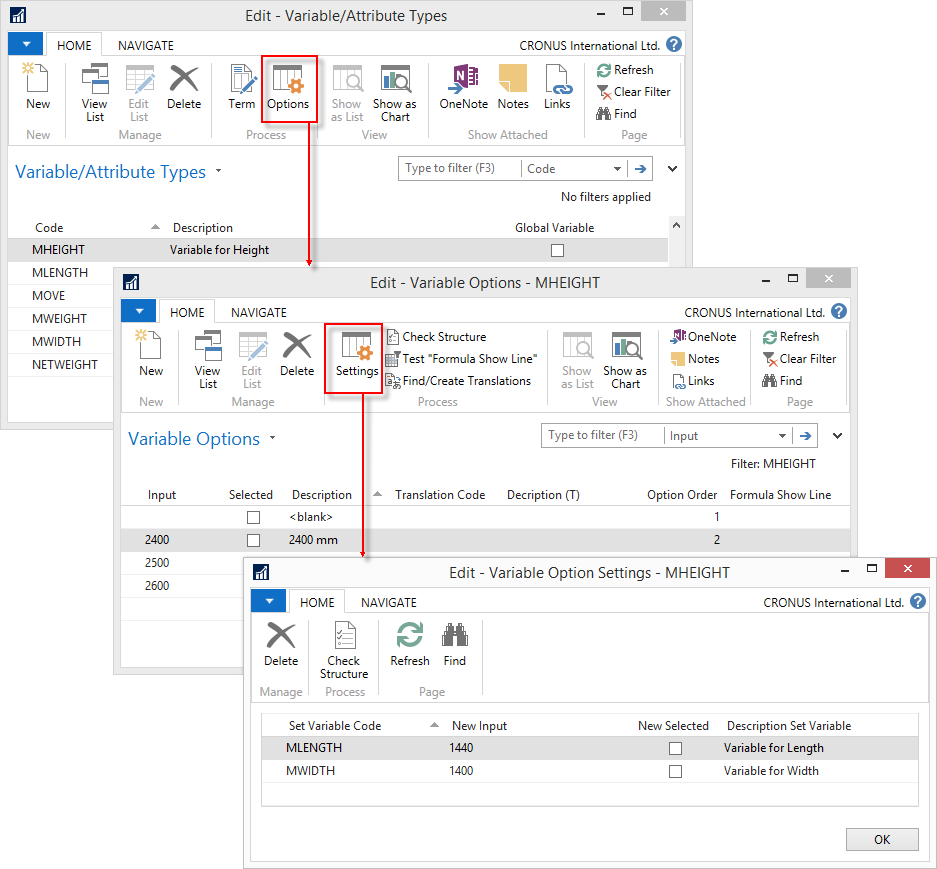 Edit - Variable/Attribute Types
HOME NAVIGATE CRONUS International Ltd. ?
New View List Edit List Delete Term Options Show as List Show as Chart OneNote Notes Links Refresh
Clear Filter
Find
New Manage Process View Show Attached Page
Variable/Attribute Types Type to filter (F3) Code
No filters applied
Code Description Global Variable
MHEIGHT Variable for Height
MLENGTH
MOVE
MWEIGHT
MWIDTH
NETWEIGHT
Edit - Variable Options - MHEIGHT
HOME NAVIGATE CRONUS International Ltd. ?
New View List Edit List Delete Settings Check Structure Show as List Show as Chart OneNote Refresh
Test "Formula Show Line" Notes Clear Filter
Find/Create Translations Links Find
New Manage Process View Show Attached Page
Variable Options Type to filter (F3) Input
Filter: MHEIGHT
Input Selected Description Translation Code Decription (T) Option Order Formula Show Line
<blank> 1
2400 2400 mm 2
2500
2600
Edit - Variable Option Settings - MHEIGHT
HOME NAVIGATE CRONUS International Ltd. ?
Delete Check Structure Refresh Find
Manage Process Page
Set Variable Code New Input New Selected Description Set Variable
MLENGTH 1440 Variable for Length
MWIDTH 1400 Variable for Width
OK